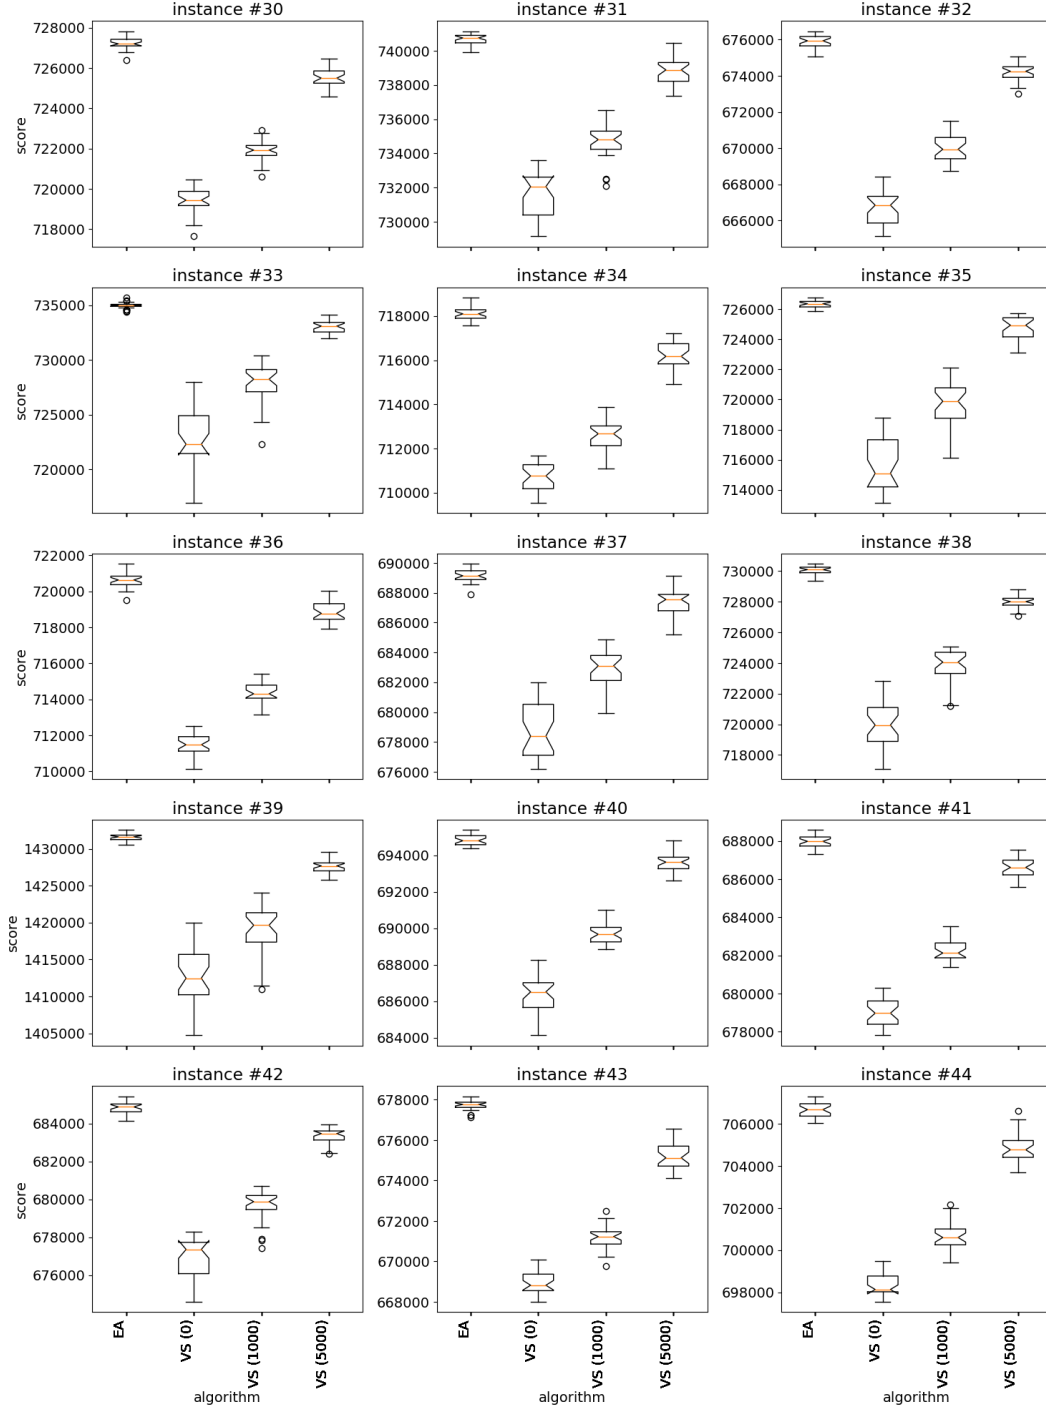 instance #30
instance #31
instance #32
728000
726000
724000
722000
720000
718000
score
740000
738000
736000
734000
732000
730000
676000
674000
672000
670000
668000
666000
instance #33
instance #34
instance #35
735000
730000
725000
720000
score
718000
716000
714000
712000
710000
726000
724000
722000
720000
718000
716000
714000
instance #36
instance #37
instance #38
722000
720000
718000
716000
714000
712000
710000
score
690000
688000
686000
684000
682000
680000
678000
676000
730000
728000
726000
724000
722000
720000
718000
instance #39
instance #40
instance #41
1430000
1425000
1420000
1415000
1410000
1405000
score
694000
692000
690000
688000
686000
684000
688000
686000
684000
682000
680000
678000
instance #42
instance #43
instance #44
684000
682000
680000
678000
676000
score
678000
676000
674000
672000
670000
668000
706000
704000
702000
700000
698000
EA
VS (0)
VS (1000)
VS (5000)
EA
VS (0)
VS (1000)
VS (5000)
EA
VS (0)
VS (1000)
VS (5000)
algorithm
algorithm
algorithm